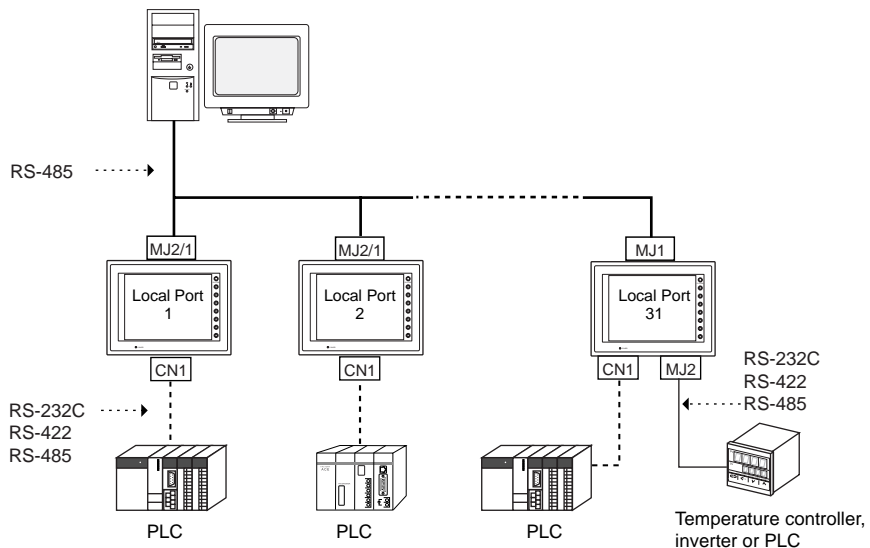 RS-485
MJ2/1
MJ2/1
MJ1
Local Port
1
Local Port
2
Local Port
31
CN1
CN1
CN1
MJ2
RS-232C
RS-422
RS-485
RS-232C
RS-422
RS-485
PLC
PLC
PLC
Temperature controller,
inverter or PLC